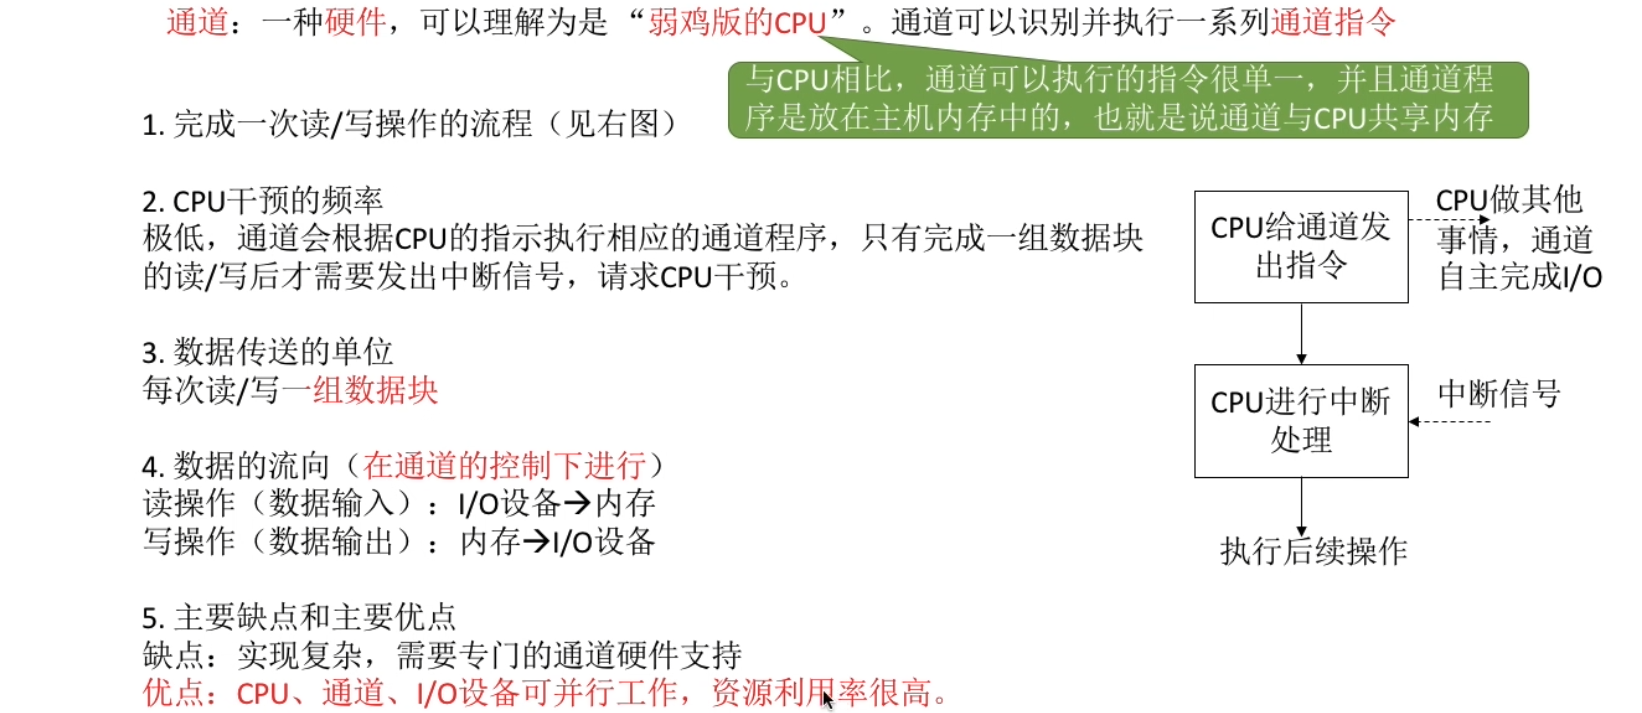 通道：一种硬件，可以理解为是 “弱鸡版的CPU”。通道可以识别并执行一系列通道指令
与CPU相比，通道可以执行的指令很单一，并且通道程
序是放在主机内存中的，也就是说通道与CPU共享内存
1. 完成一次读/写操作的流程（见右图）
2. CPU干预的频率
极低，通道会根据CPU的指示执行相应的通道程序，只有完成一组数据块
的读/写后才需要发出中断信号，请求CPU干预。
3. 数据传送的单位
每次读/写一组数据块
4. 数据的流向（在通道的控制下进行）
读操作（数据输入）：I/O设备→内存
写操作（数据输出）：内存→I/O设备
5. 主要缺点和主要优点
缺点：实现复杂，需要专门的通道硬件支持
优点：CPU、通道、I/O设备可并行工作，资源利用率很高。
CPU给通道发
出指令
CPU做其他
事情，通道
自主完成I/O
CPU进行中断
处理
中断信号
执行后续操作